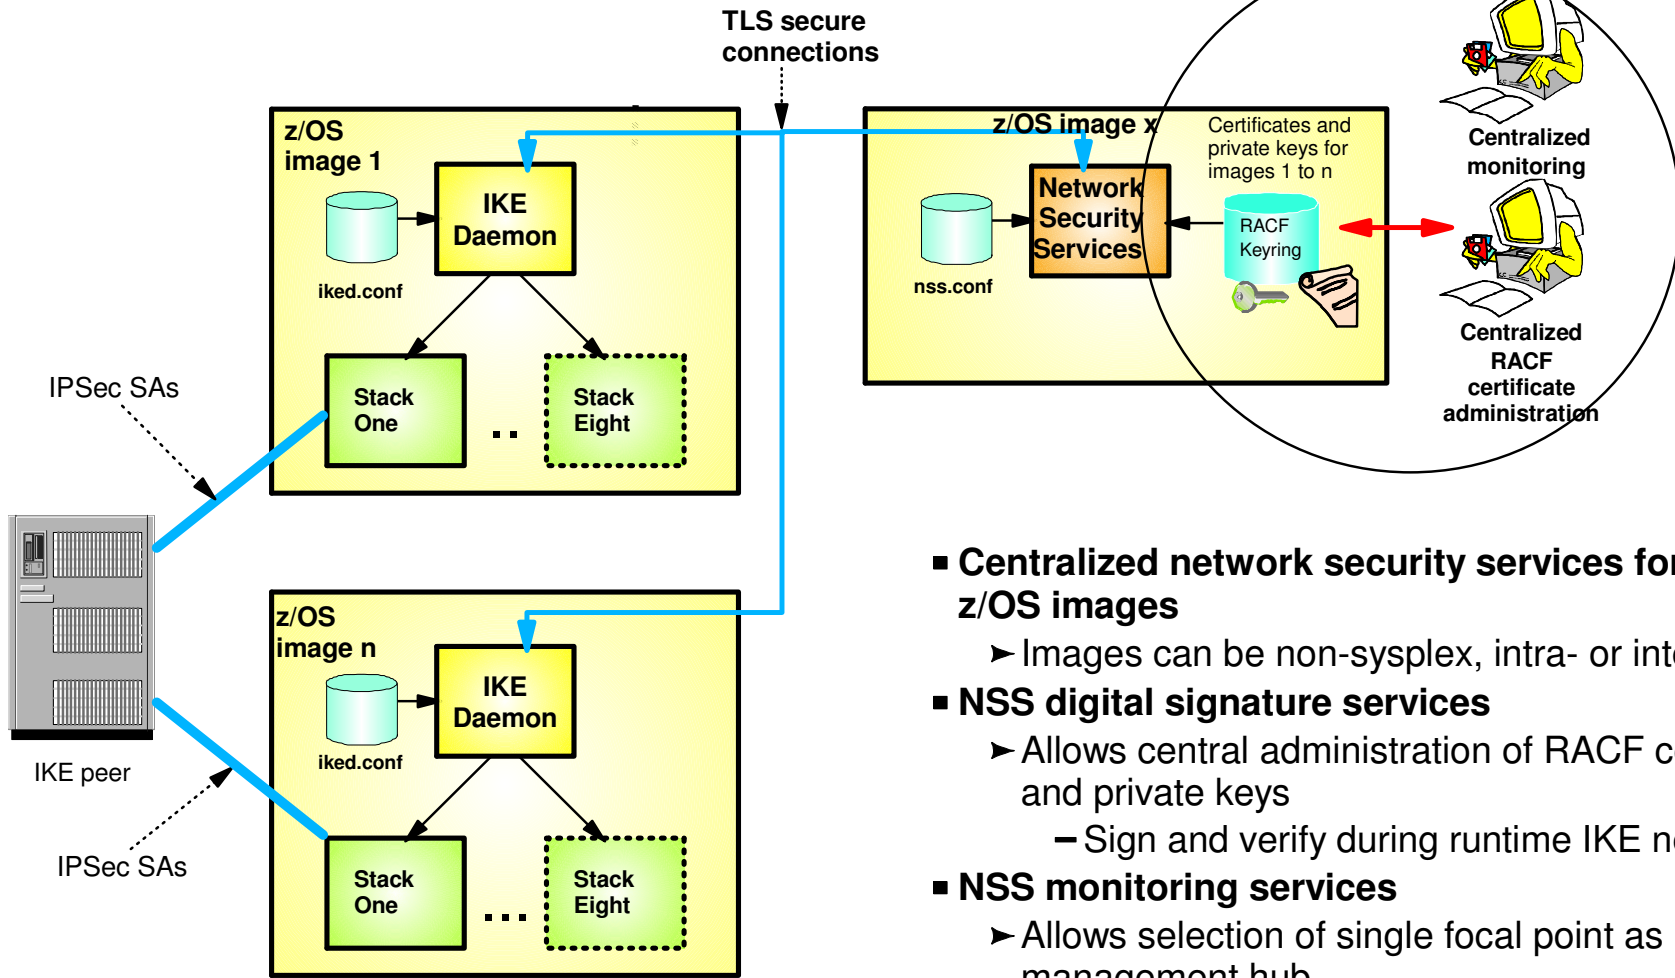 TLS secure
connections
z/OS
image 1
IKE
Daemon
iked.conf
Stack
One
..
Stack
Eight
IPSec SAs
z/OS image x
Certificates and
private keys for
images 1 to n
Network
Security
Services
nss.conf
RACF
Keyring
Centralized
monitoring
Centralized
RACF
certificate
administration
IKE peer
IPSec SAs
z/OS
image n
IKE
Daemon
iked.conf
Stack
One
...
Stack
Eight
Centralized network security services for
z/OS images
Images can be non-sysplex, intra- or
NSS digital signature services
Allows central administration of RACF
and private keys
Sign and verify during runtime IKE
NSS monitoring services
Allows selection of single focal point as
management hub